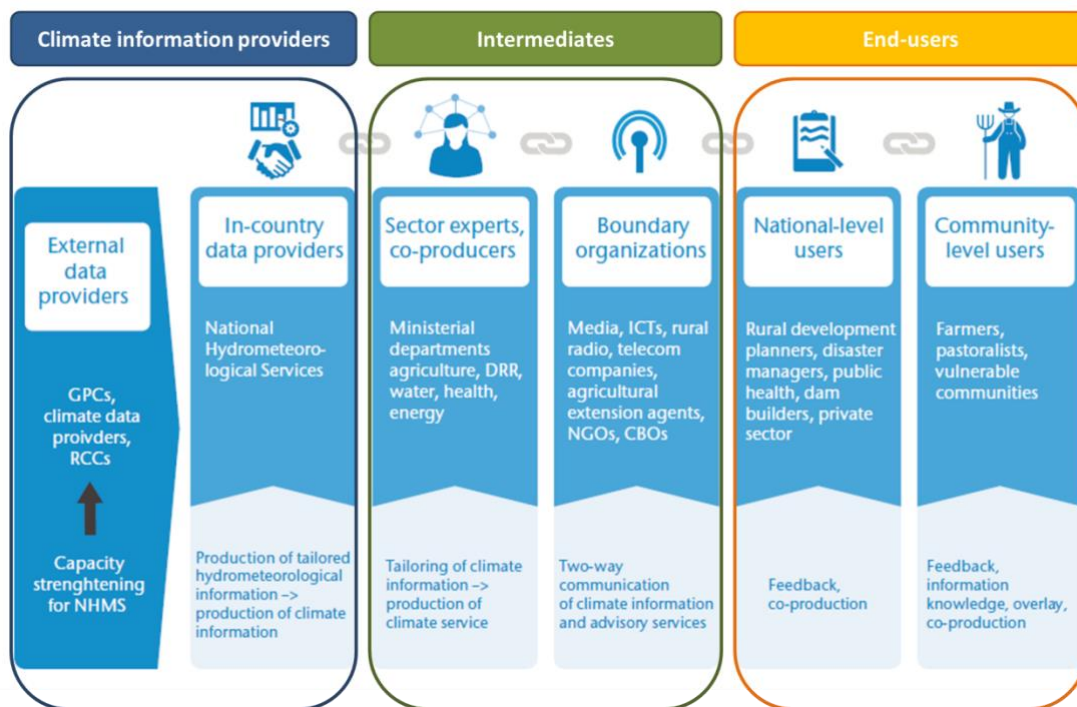 Climate information providers
Intermediates
End-users
External
data
providers
GPCs,
climate data
proivders,
RCCs
Capacity
strenghtening
for NHMS
In-country
data providers
National
Hydrometeoro-
logical Services
Production of tailored
hydrometeorological
information –>
production of climate
information
Sector experts,
co-producers
Ministerial
departments
agriculture, DRR,
water, health,
energy
Tailoring of climate
information –>
production of
climate service
Boundary
organizations
Media, ICTs, rural
radio, telecom
companies,
agricultural
extension agents,
NGOs, CBOs
Two-way
communication
of climate information
and advisory services
National-level
users
Rural development
planners, disaster
managers, public
health, dam
builders, private
sector
Feedback,
co-production
Community-
level users
Farmers,
pastoralists,
vulnerable
communities
Feedback,
information
knowledge, overlay,
co-production